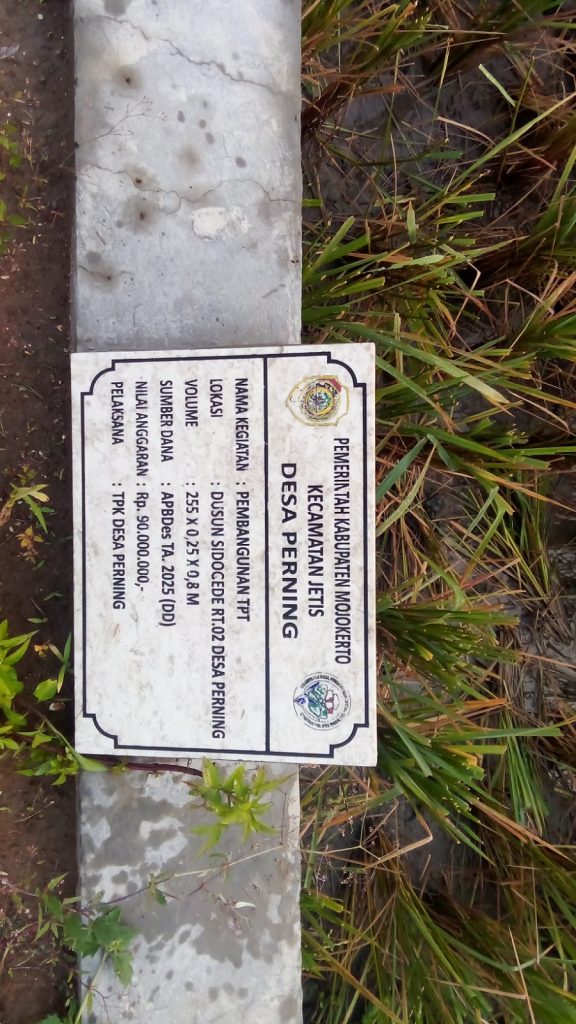 PEMERINTAH KABUPATEN MOJOKERTO
KECAMATAN JETIS
DESA PERNING
NAMA KEGIATAN : PEMBANGUNAN TPT
LOKASI : DUSUN SIDOCEDE RT.02 DESA PERNING
VOLUME : 255 X 0,25 X 0,8 M
SUMBER DANA : APBDes TA. 2025 (DD)
NILAI ANGGARAN : Rp. 90.000.000,-
PELAKSANA : TPK DESA PERNING